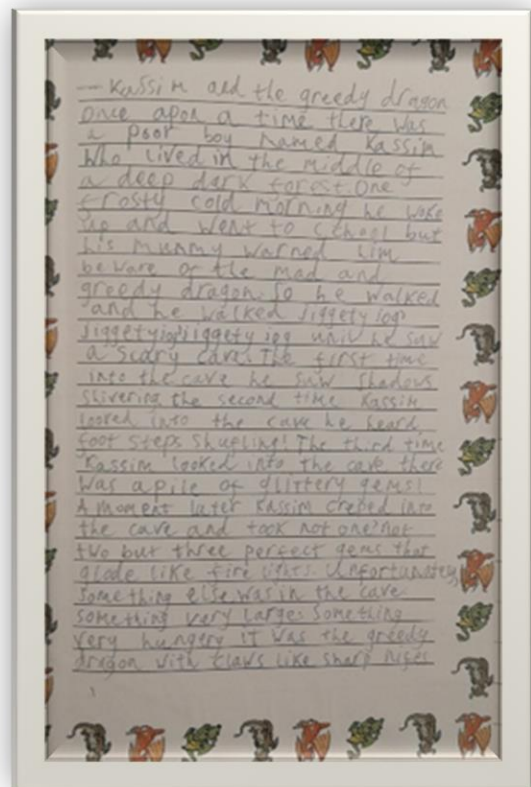 Kassim and the greedy dragon
Once apon a time there was
a poor boy named Kassim
who lived in the middle of
a deep dark forest. One
frosty cold morning he woke
up and went to school but
his mummy warned him
beware of the mad and
greedy dragon. So he walked
and he walked jiggety jog
jiggety jog jiggety jog he saw
a scary cave. The first time
into the cave he saw shadows
shivering the second time Kassim
looked into the cave he heard
foot steps shufling! The third time
Kassim looked into the cave there
was a pile of glittery gems!
A moment later Kassim creped into
the cave and took not one not
two but three perfect gems that
glode like fire lights. Unfortunately
something else was in the cave
something very large. Something
very hungery it was the greedy
dragon with claws like sharp nifes